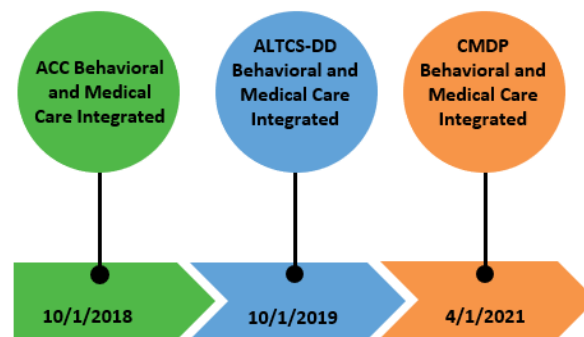 ACC Behavioral
and Medical
Care Integrated
ALTCS-DD
Behavioral and
Medical Care
Integrated
CMDP
Behavioral and
Medical Care
Integrated
10/1/2018
10/1/2019
4/1/2021